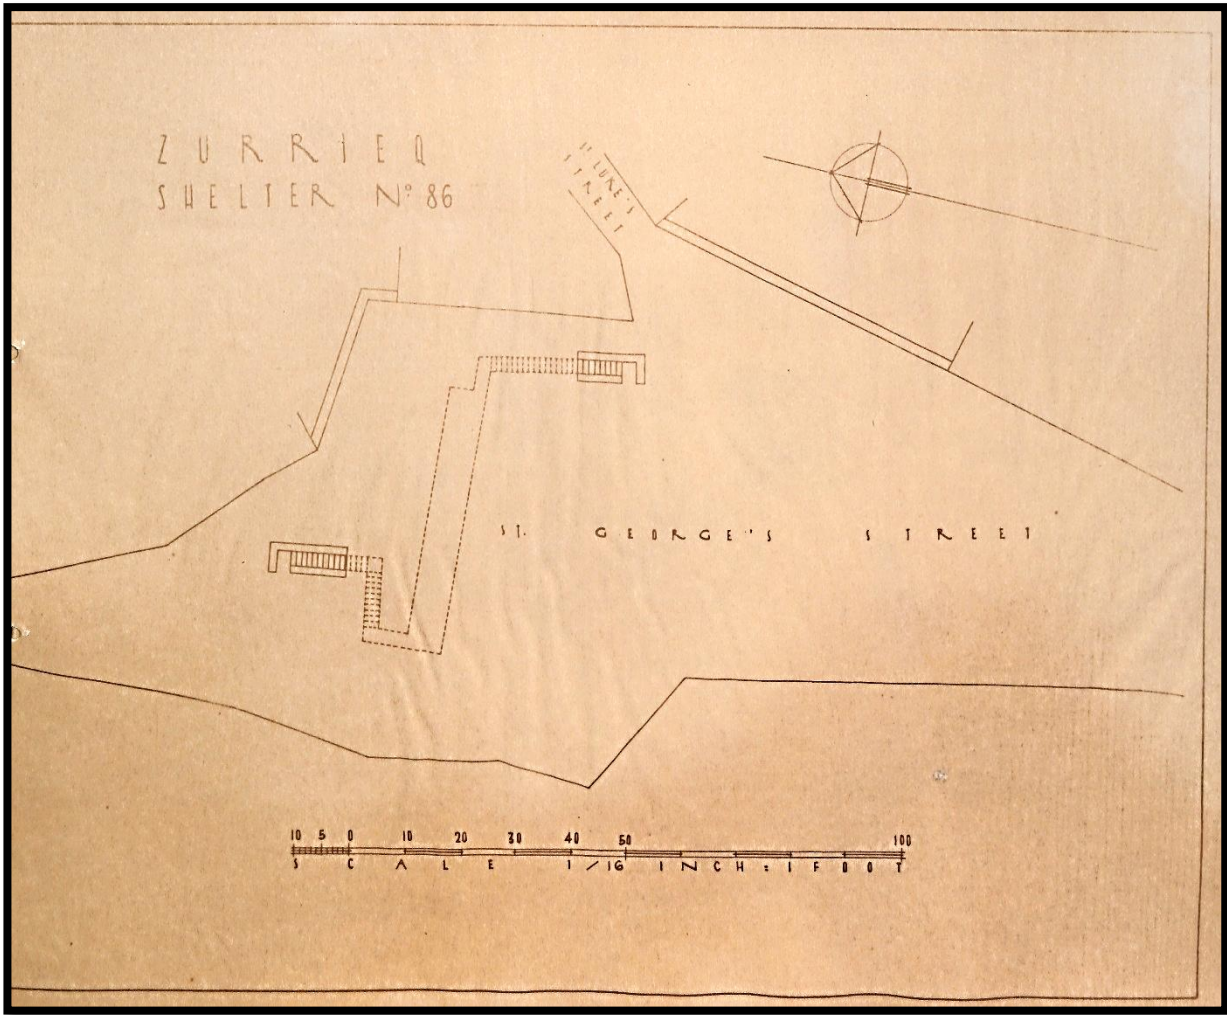 ZURRIEQ
SHELTER Nº 86
St LUKE'S
STREET
ST. GEORGE'S STREET
10 5 0 10 20 30 40 50 100
SCALE 1/16 INCH = 1 FOOT